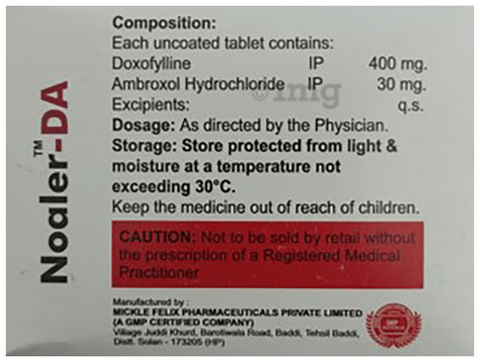 Composition:
Each uncoated tablet contains:
Doxofylline IP 400 mg.
Ambroxol Hydrochloride IP 30 mg.
Excipients: q.s.
Dosage: As directed by the Physician.
Storage: Store protected from light &
moisture at a temperature not
exceeding 30°C.
Keep the medicine out of reach of children.
CAUTION: Not to be sold by retail without
the prescription of a Registered Medical
Practitioner
Manufactured by :
MICKLE FELIX PHARMACEUTICALS PRIVATE LIMITED
(A GMP CERTIFIED COMPANY)
Village Juddi Khurd, Barotiwala Road, Baddi, Tehsil Baddi,
Distt. Solan - 173205 (HP)
Noaler-DA™
1mg